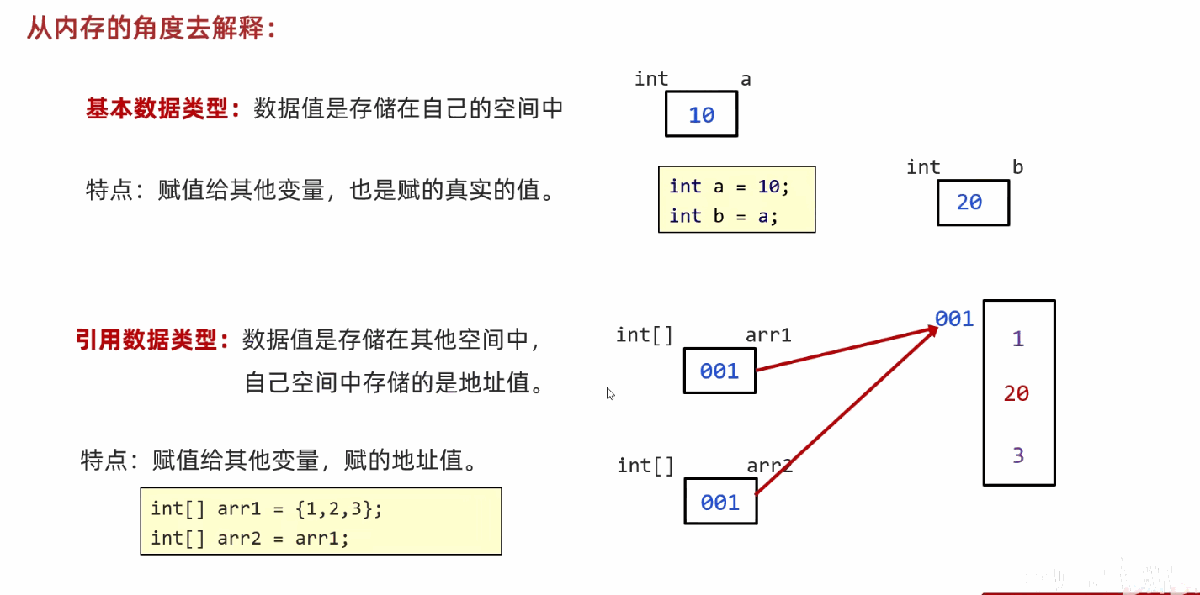 从内存的角度去解释：
int a
10
基本数据类型：数据值是存储在自己的空间中
int b
20
特点：赋值给其他变量，也是赋的真实的值。
int a = 10;
int b = a;
引用数据类型：数据值是存储在其他空间中，
自己空间中存储的是地址值。
int[] arr1
001
001
1
20
3
特点：赋值给其他变量，赋的地址值。
int[] arr2
001
int[] arr1 = {1,2,3};
int[] arr2 = arr1;